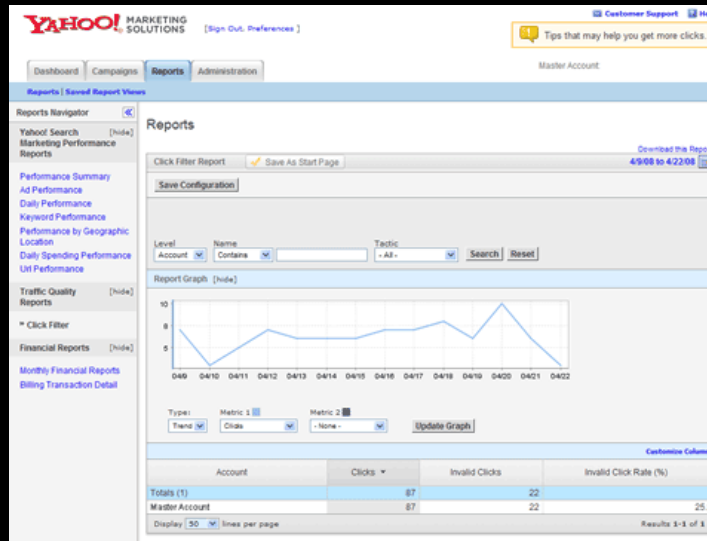 Customer Support
YAHOO! MARKETING SOLUTIONS
[Sign Out, Preferences]
Tips that may help you get more clicks.
Dashboard Campaigns Reports Administration
Master Account
Reports | Saved Report Views
Reports Navigator
Yahoo! Search Marketing Performance Reports [hide]
Performance Summary
Ad Performance
Daily Performance
Keyword Performance
Performance by Geographic Location
Daily Spending Performance
Url Performance
Traffic Quality Reports [hide]
Click Filter
Financial Reports [hide]
Monthly Financial Reports
Billing Transaction Detail
Reports
Download this
Click Filter Report Save As Start Page 4/9/08 to 4/22/08
Save Configuration
Level Name Tactic
Account Contains - All - Search Reset
Report Graph [hide]
10
8
5
04/9 04/10 04/11 04/12 04/13 04/14 04/15 04/16 04/17 04/18 04/19 04/20 04/21 04/22
Type: Metric 1 Metric 2
Trend Clicks - None - Update Graph
Customize
Account Clicks Invalid Clicks Invalid Click Rate (%)
Totals (1) 87 22
Master Account 87 22 25.
Display 50 lines per page Results 1-1 of 1